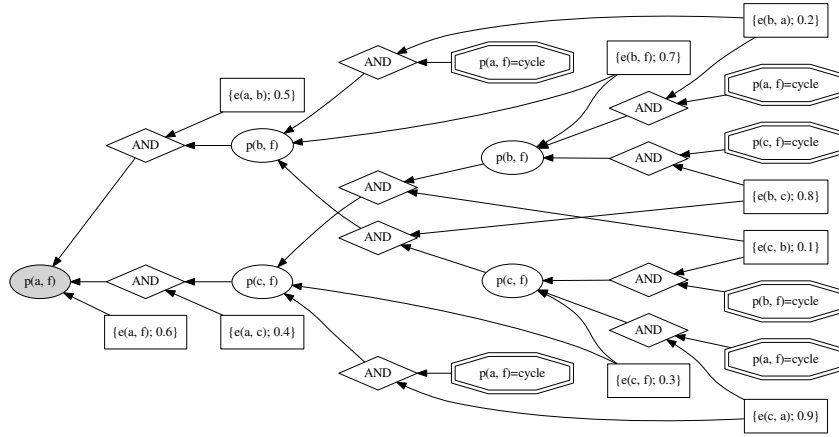 {e(b, a); 0.2}
{e(b, f); 0.7}
AND
p(a, f)=cycle
p(a, f)=cycle
{e(a, b); 0.5}
AND
p(c, f)=cycle
AND
p(b, f)
p(b, f)
AND
AND
{e(b, c); 0.8}
AND
{e(c, b); 0.1}
p(a, f)
AND
p(c, f)
p(c, f)
AND
p(b, f)=cycle
{e(a, f); 0.6}
{e(a, c); 0.4}
AND
p(a, f)=cycle
AND
p(a, f)=cycle
{e(c, f); 0.3}
{e(c, a); 0.9}